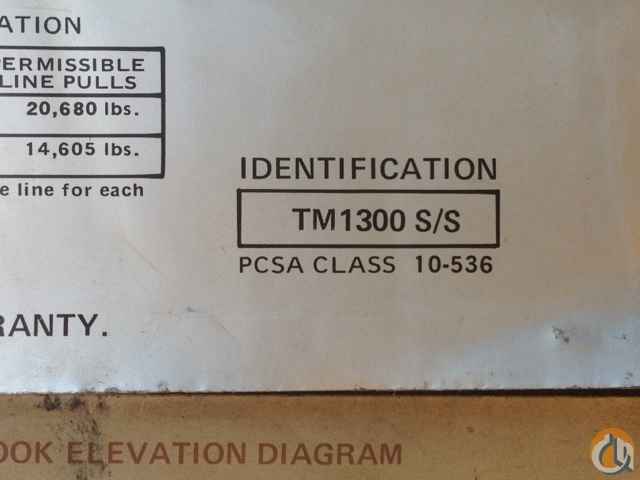 ATION
ERMISSIBLE
LINE PULLS
20,680 lbs.
14,605 lbs.
e line for each
IDENTIFICATION
TM1300 S/S
PCSA CLASS 10-536
RANTY.
OOK ELEVATION DIAGRAM